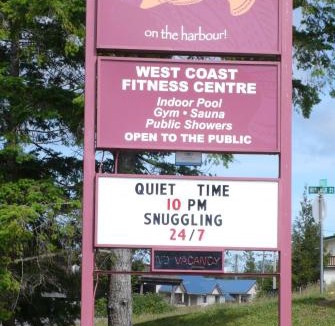 on the harbour!
WEST COAST
FITNESS CENTRE
Indoor Pool
Gym • Sauna
Public Showers
OPEN TO THE PUBLIC
QUIET TIME
10 PM
SNUGGLING
24/7
NO VACANCY